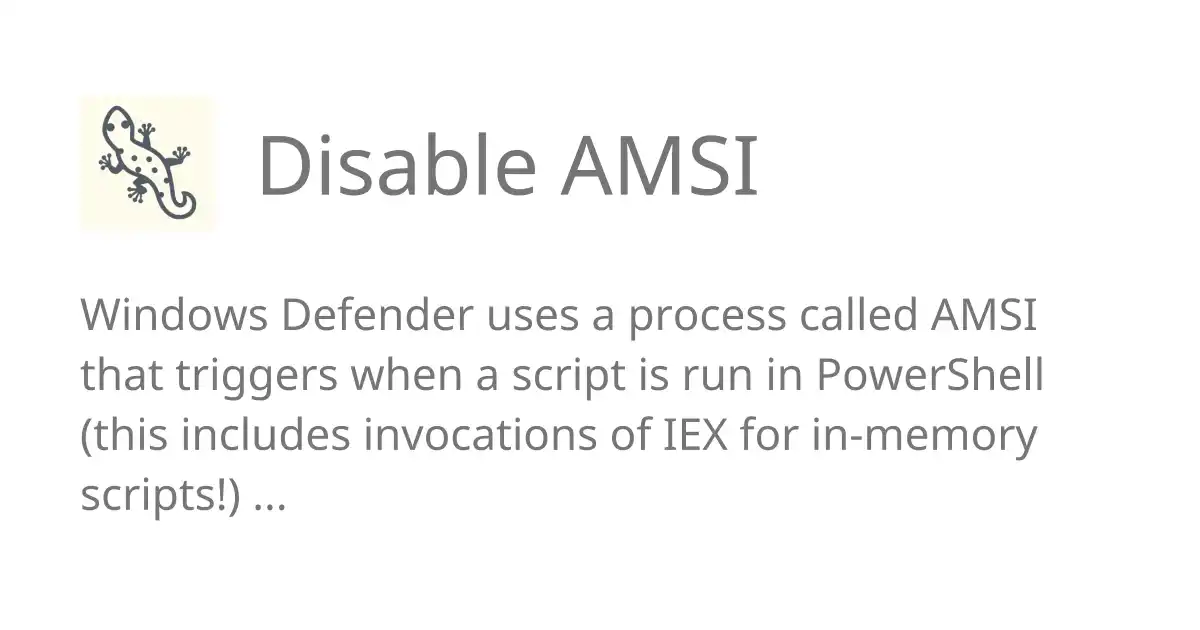 Disable AMSI
Windows Defender uses a process called AMSI
that triggers when a script is run in PowerShell
(this includes invocations of IEX for in-memory
scripts!) ...